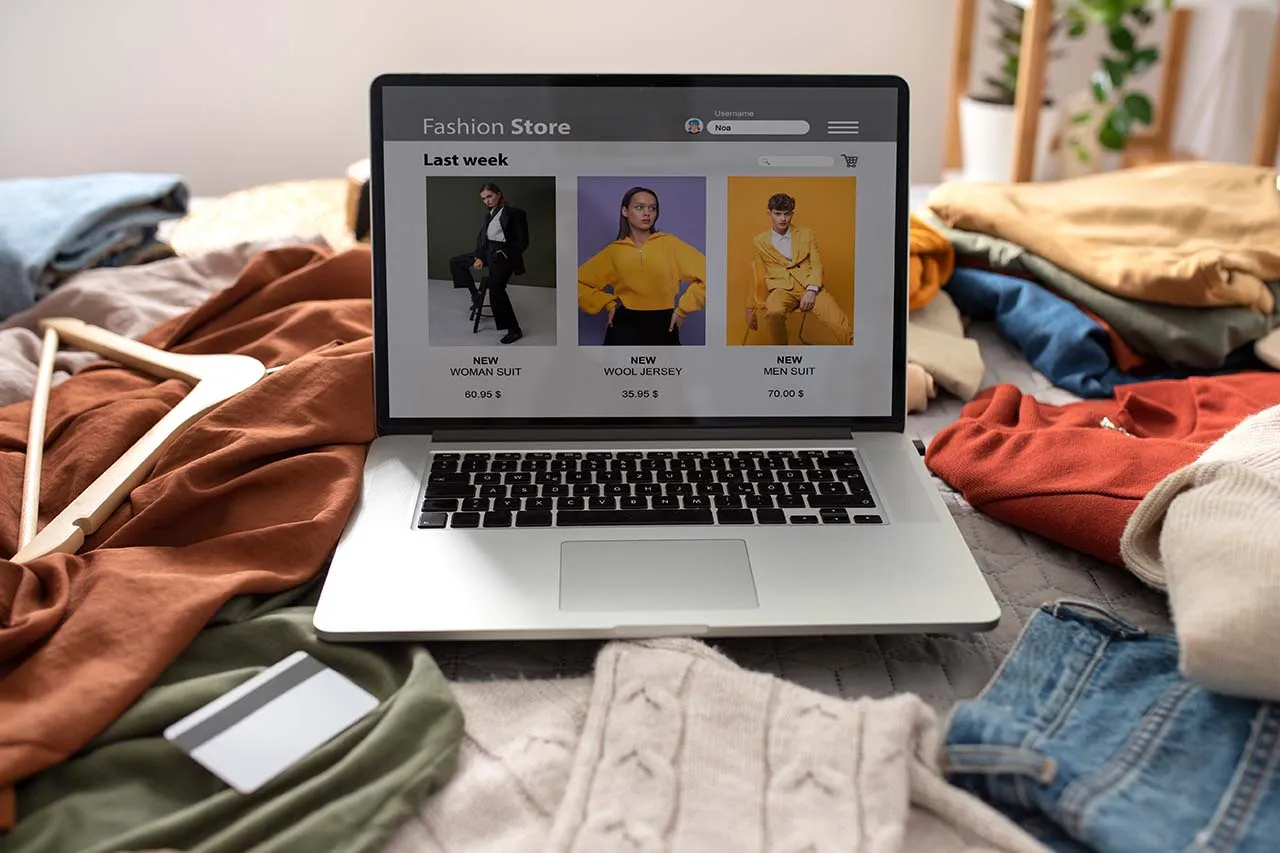 Fashion Store
Username
Noa
Last week
NEW
WOMAN SUIT
60.95 $
NEW
WOOL JERSEY
35.95 $
NEW
MEN SUIT
70.00 $